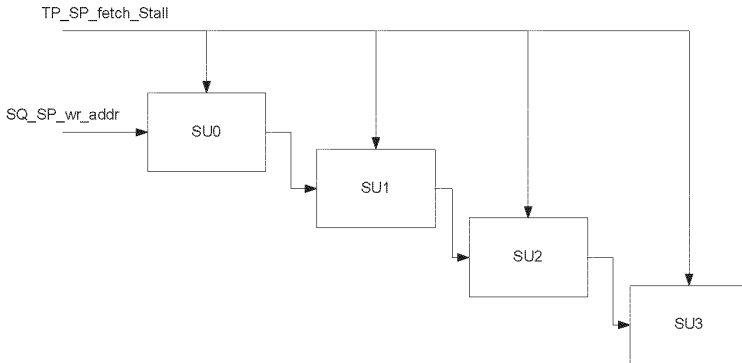 TP_SP_fetch_Stall
SQ_SP_wr_addr
SU0
SU1
SU2
SU3